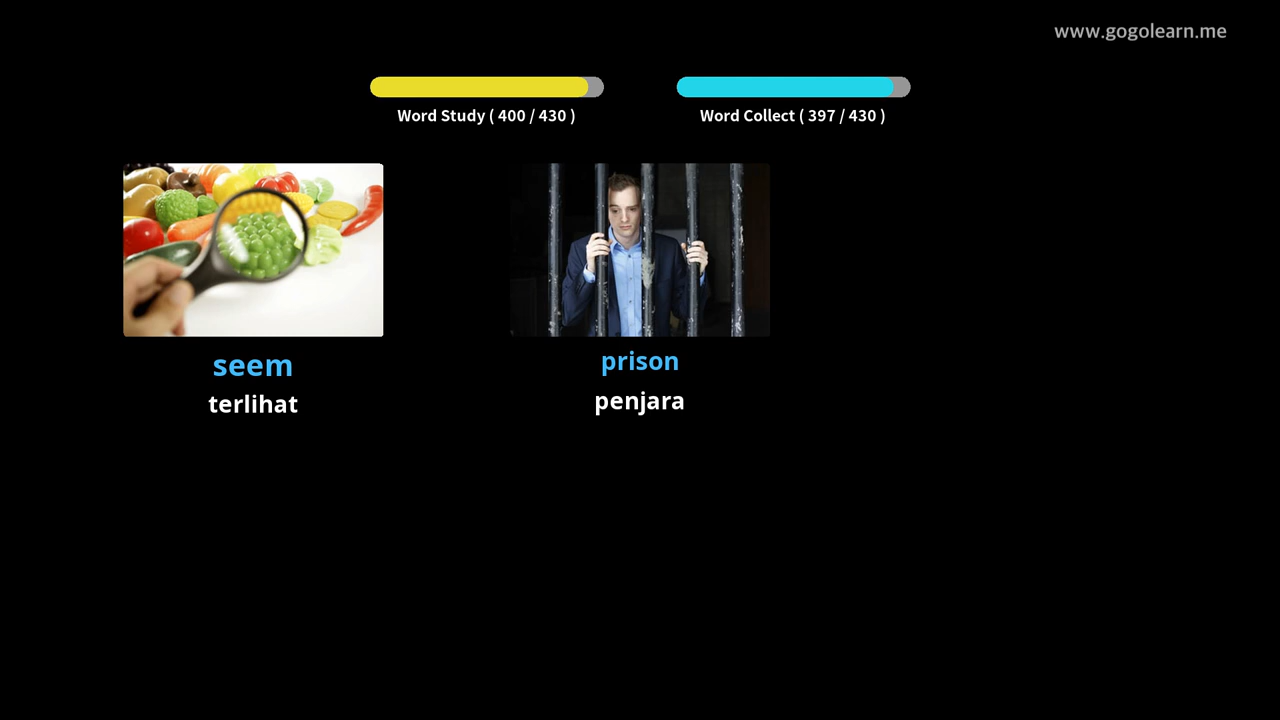 www.gogolearn.me
Word Study ( 400 / 430 )
Word Collect ( 397 / 430 )
seem
terlihat
prison
penjara